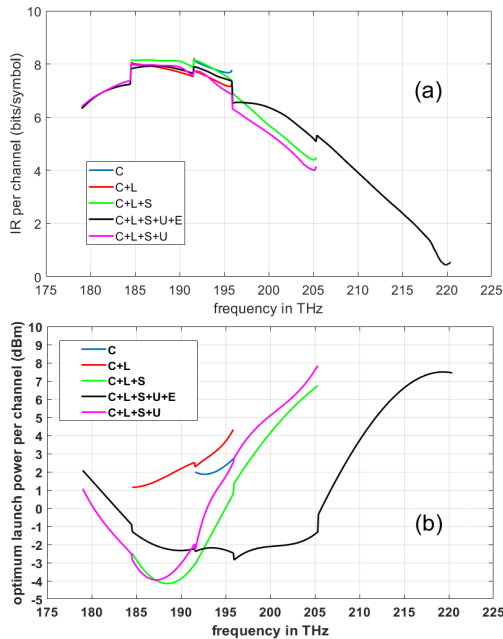 10
8
6
4
2
0
IR per channel (bits/symbol)
(a)
C
C+L
C+L+S
C+L+S+U+E
C+L+S+U
175 180 185 190 195 200 205 210 215 220 225
frequency in THz
10
9
8
7
6
5
4
3
2
1
0
-1
-2
-3
-4
-5
optimum launch power per channel (dBm)
C
C+L
C+L+S
C+L+S+U+E
C+L+S+U
(b)
175 180 185 190 195 200 205 210 215 220 225
frequency in THz